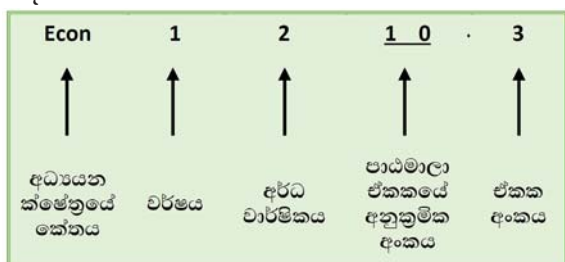 Econ 1 2 1 0 . 3
අධ්‍යයන ක්ෂේත්‍රයේ කේතය
වර්ෂය
අර්ධ වාර්ෂිකය
පාඨමාලා ඒකකයේ අනුක්‍රමික අංකය
ඒකක අංකය